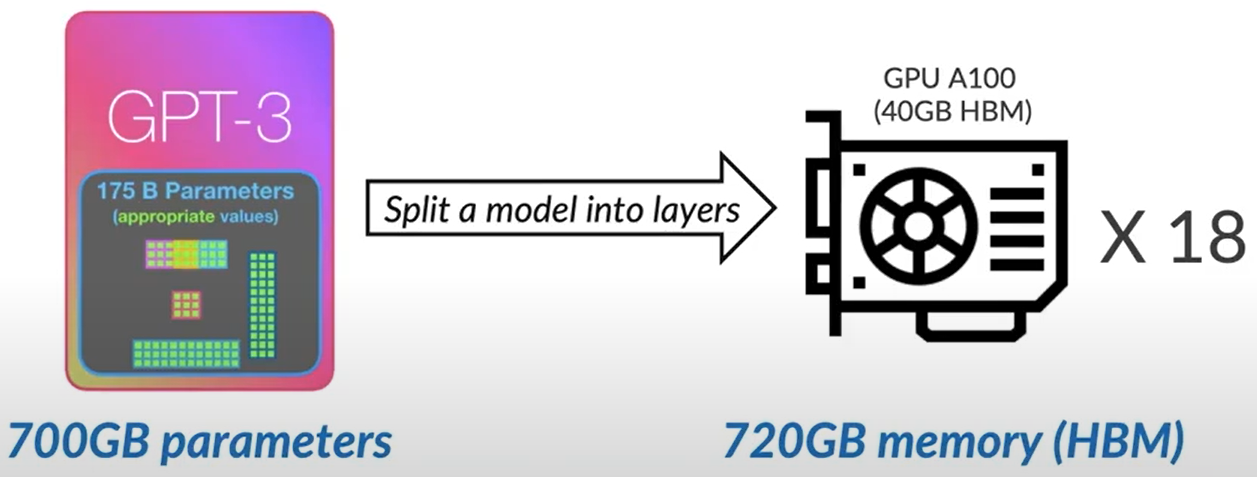 GPT-3
175 B Parameters
(appropriate values)
700GB parameters
Split a model into layers
GPU A100
(40GB HBM)
X 18
720GB memory (HBM)